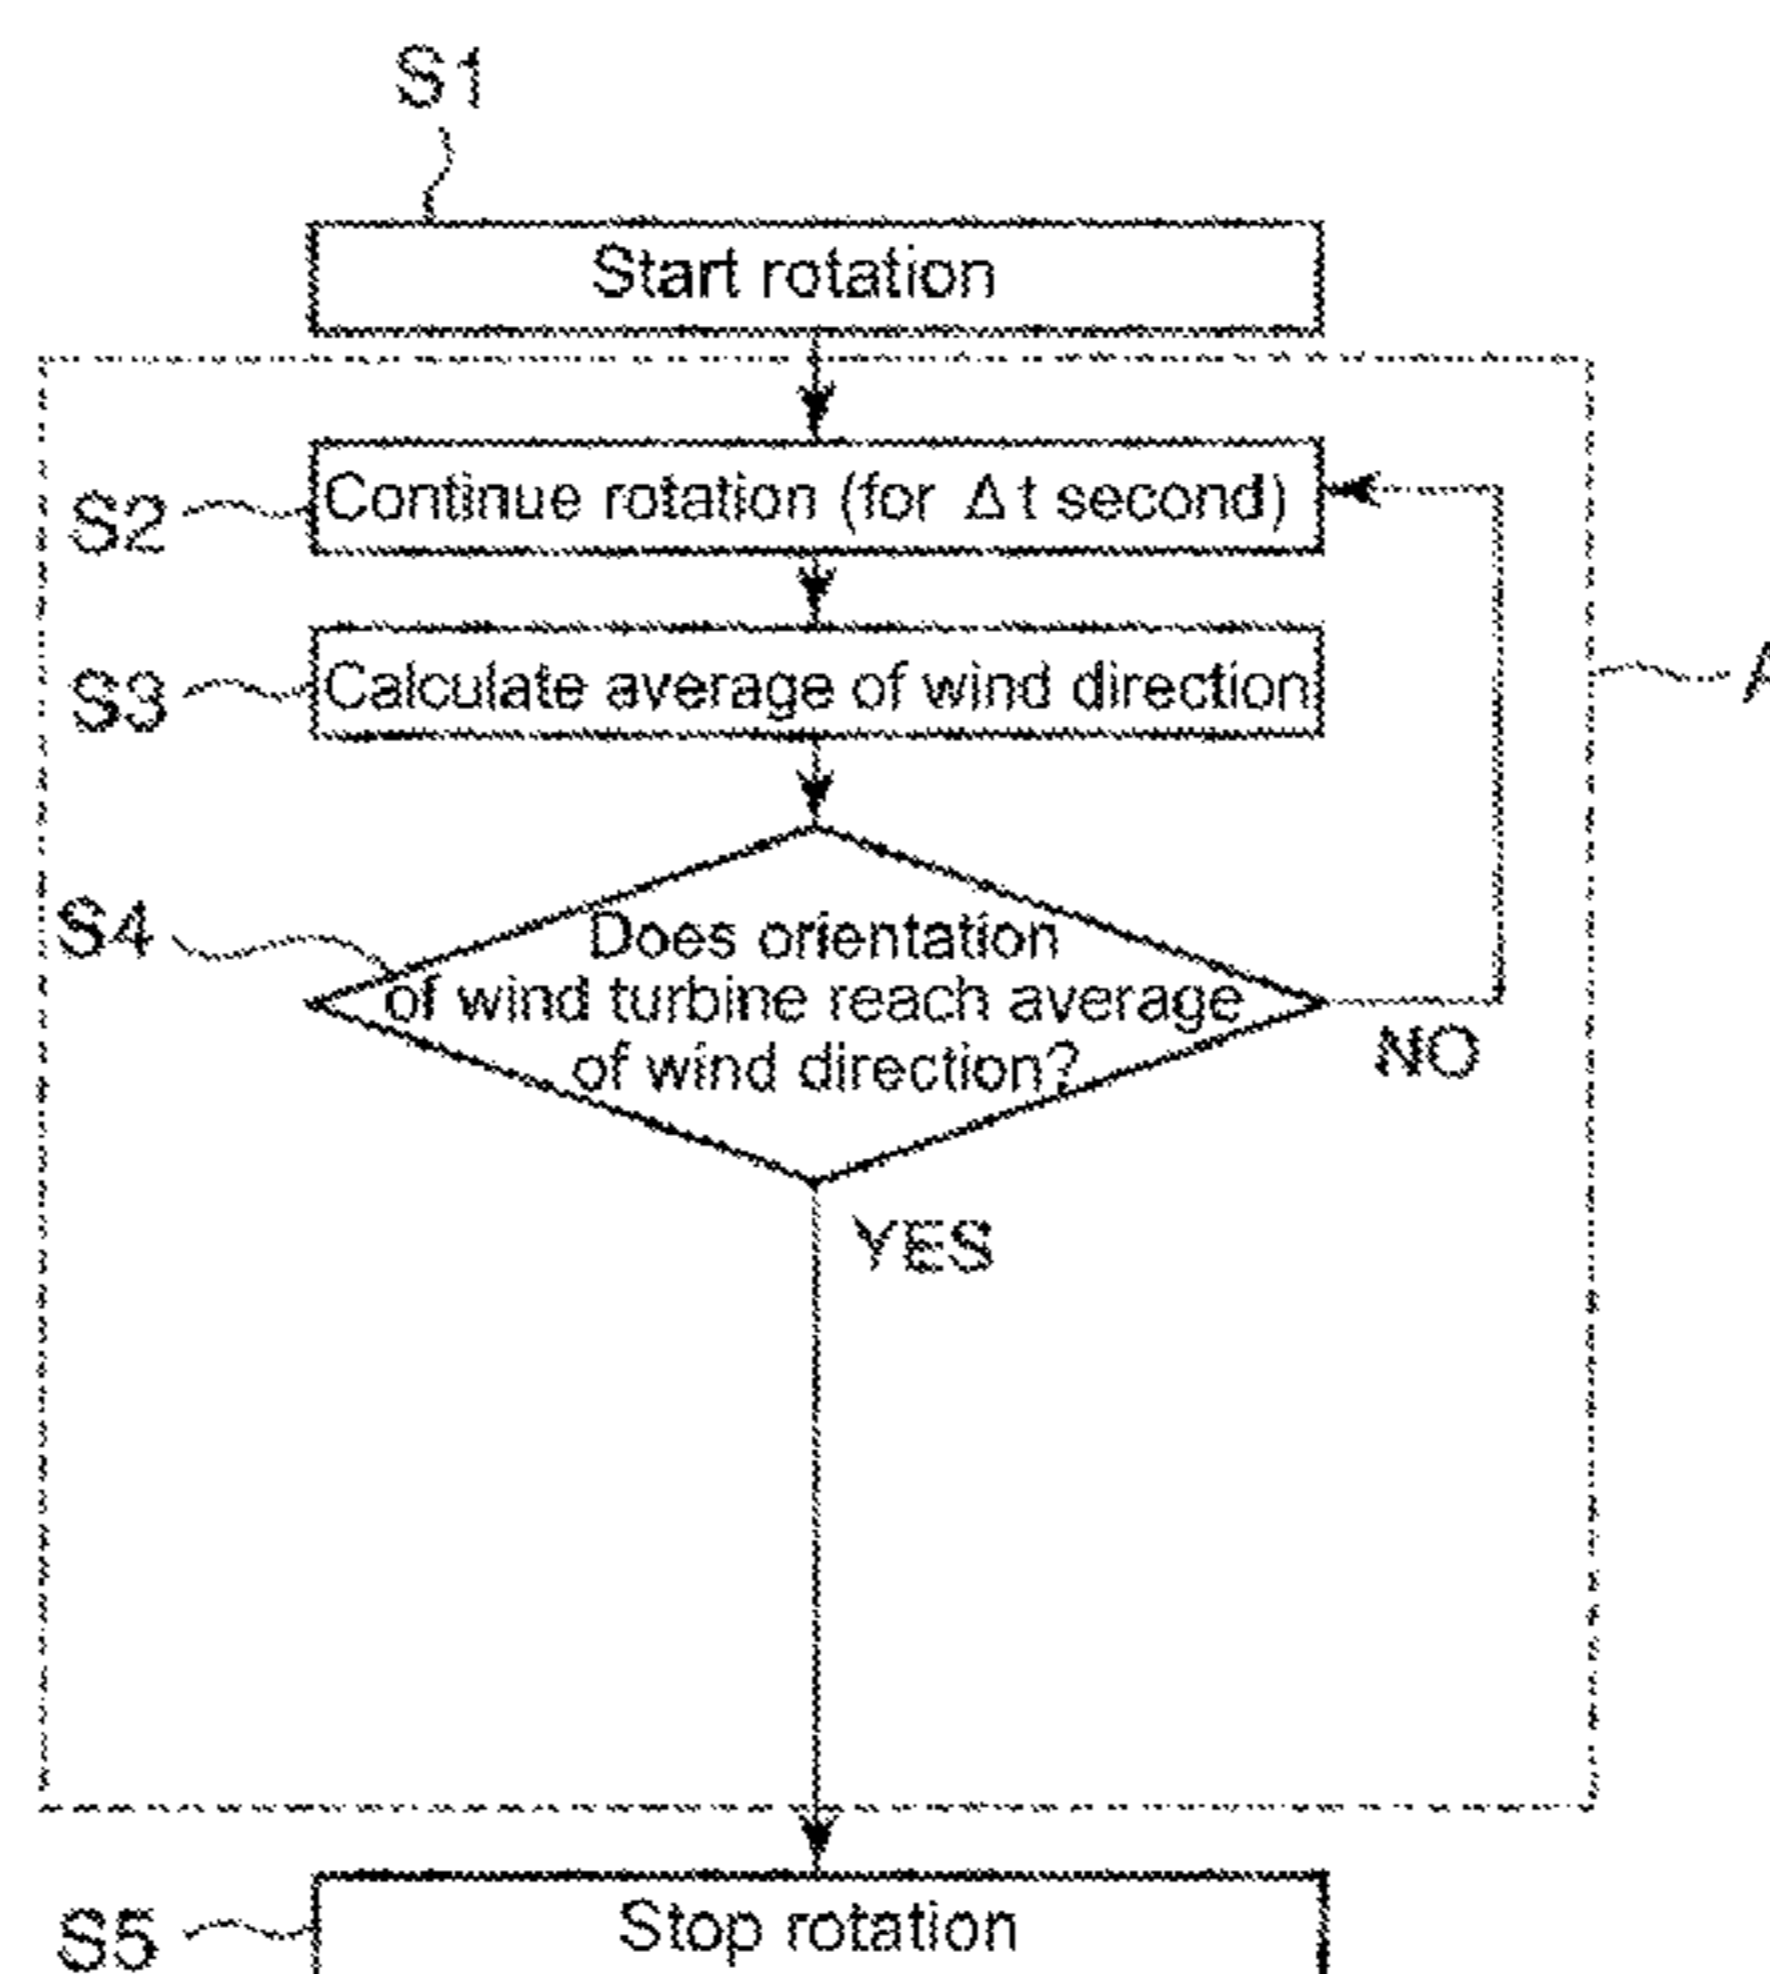 S1
Start rotation
S2
Continue rotation (for Δt second)
S3
Calculate average of wind direction
A
S4
Does orientation
of wind turbine reach average
of wind direction?
NO
YES
S5
Stop rotation